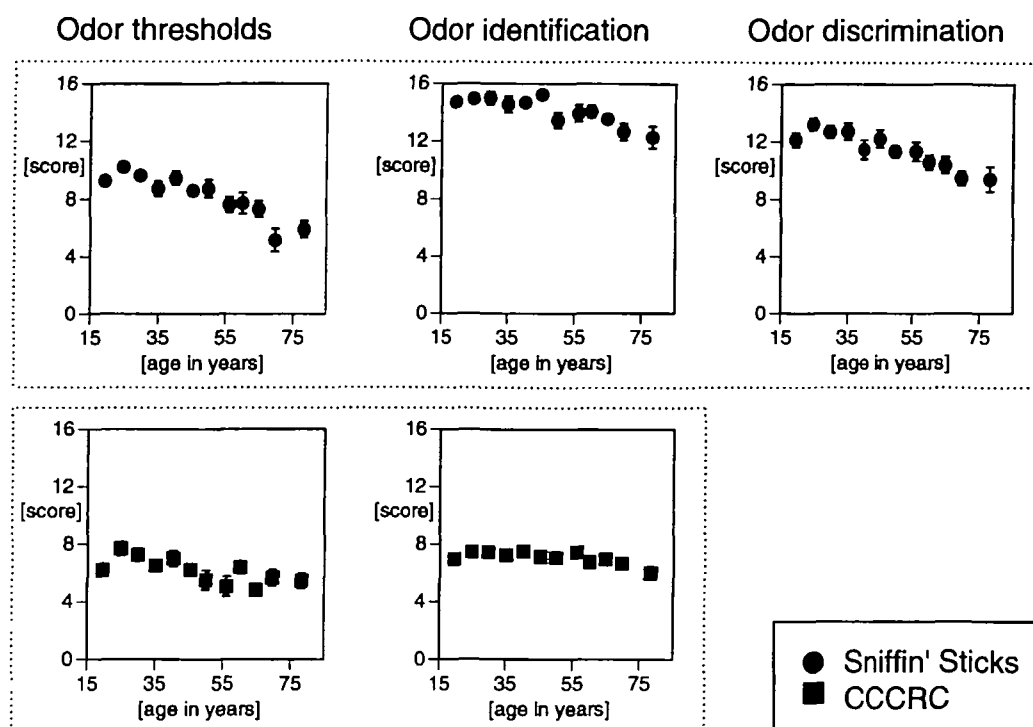 Odor thresholds Odor identification Odor discrimination
16 16 16
12 12 12
[score] [score] [score]
8 8 8
4 4 4
0 0 0
15 35 55 75 15 35 55 75 15 35 55 75
[age in years] [age in years] [age in years]
16 16
12 12
[score] [score]
8 8
4 4
0 0
15 35 55 75 15 35 55 75
[age in years] [age in years]
Sniffin' Sticks
CCCRC